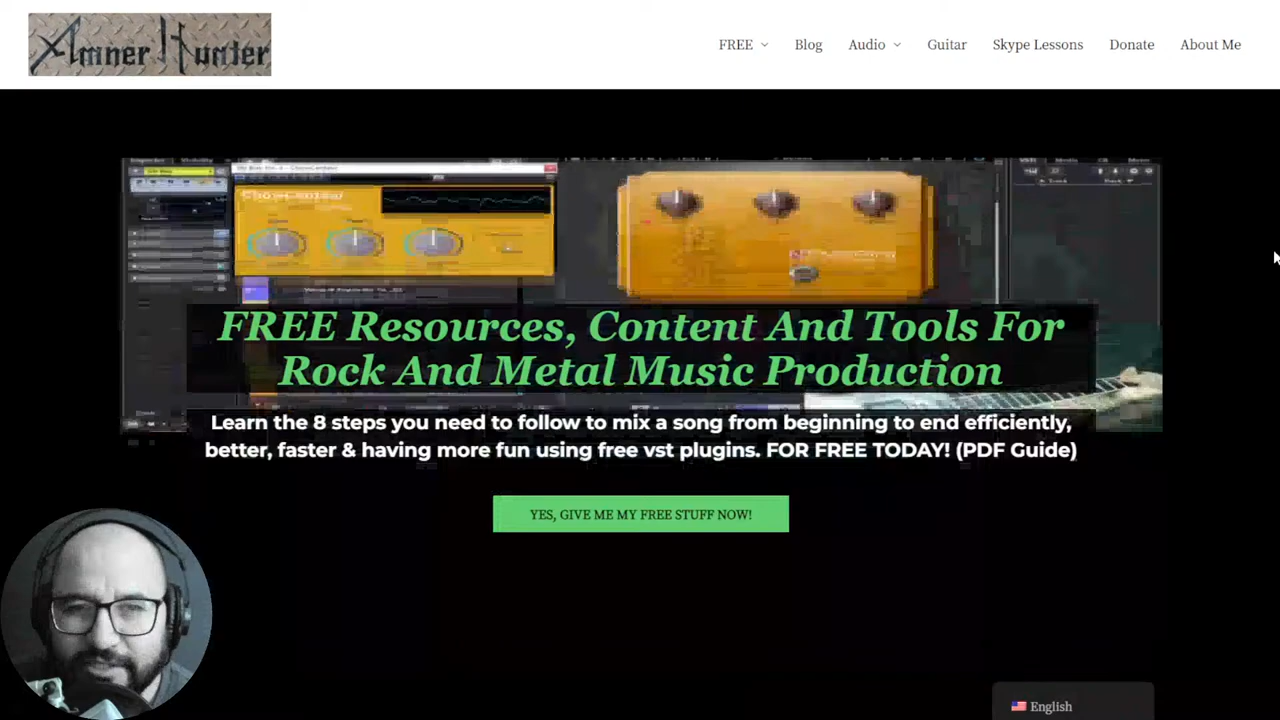 Amner Hunter
FREE
Blog
Audio
Guitar
Skype Lessons
Donate
About Me
FREE Resources, Content And Tools For
Rock And Metal Music Production
Learn the 8 steps you need to follow to mix a song from beginning to end efficiently,
better, faster & having more fun using free vst plugins. FOR FREE TODAY! (PDF Guide)
YES, GIVE ME MY FREE STUFF NOW!
English